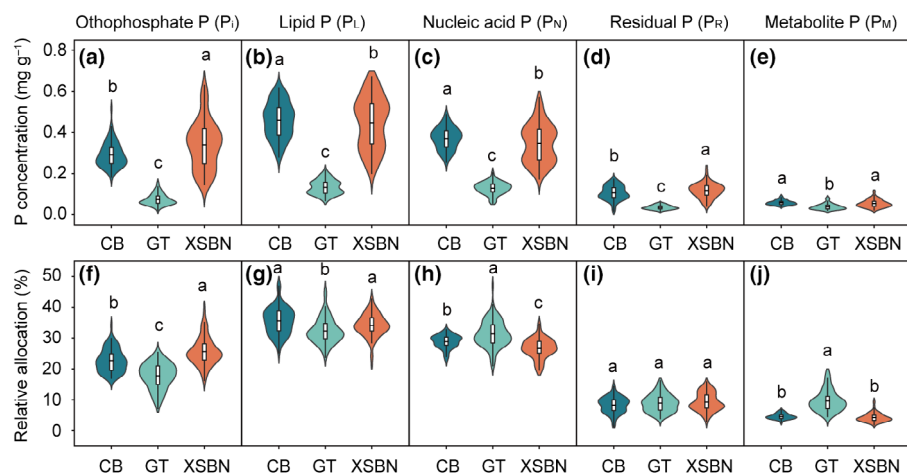 Othophosphate P (Pi) Lipid P (PL) Nucleic acid P (PN) Residual P (PR) Metabolite P (PM)
P concentration (mg g⁻¹)
0.8
0.6
0.4
0.2
0.0
(a) (b) (c) (d) (e)
b c a
a c b
a c b
b c a
a b a
CB GT XSBN CB GT XSBN CB GT XSBN CB GT XSBN CB GT XSBN
Relative allocation (%)
50
40
30
20
10
0
(f) (g) (h) (i) (j)
b c a
a b a
b a c
a a a
b a b
CB GT XSBN CB GT XSBN CB GT XSBN CB GT XSBN CB GT XSBN